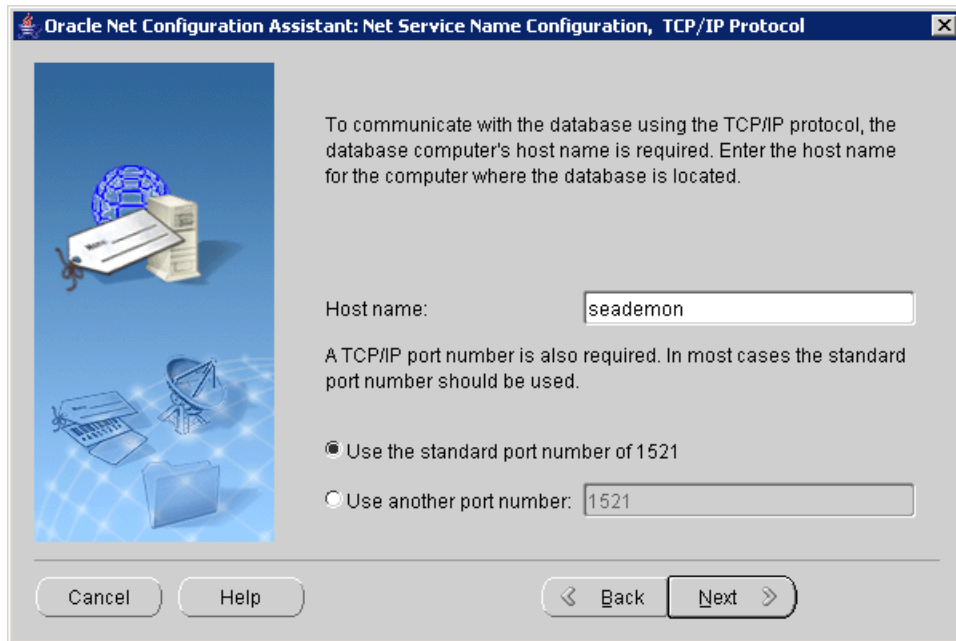 Oracle Net Configuration Assistant: Net Service Name Configuration, TCP/IP Protocol
To communicate with the database using the TCP/IP protocol, the
database computer's host name is required. Enter the host name
for the computer where the database is located.
Host name:
seademon
A TCP/IP port number is also required. In most cases the standard
port number should be used.
Use the standard port number of 1521
Use another port number:
1521
Cancel
Help
Back
Next